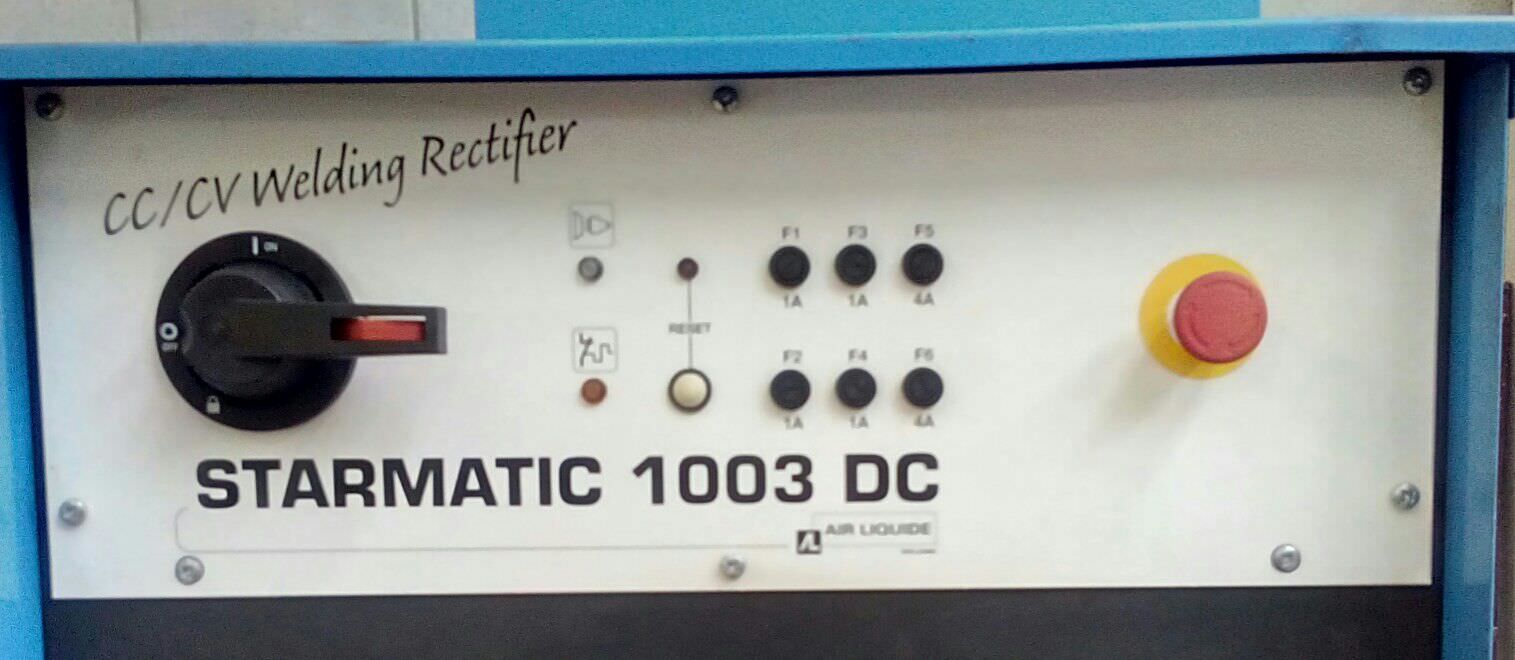 CC/CV Welding Rectifier
I ON
OFF
RESET
F1 F3 F5
1A 1A 4A
F2 F4 F6
1A 1A 4A
STARMATIC 1003 DC
AIR LIQUIDE